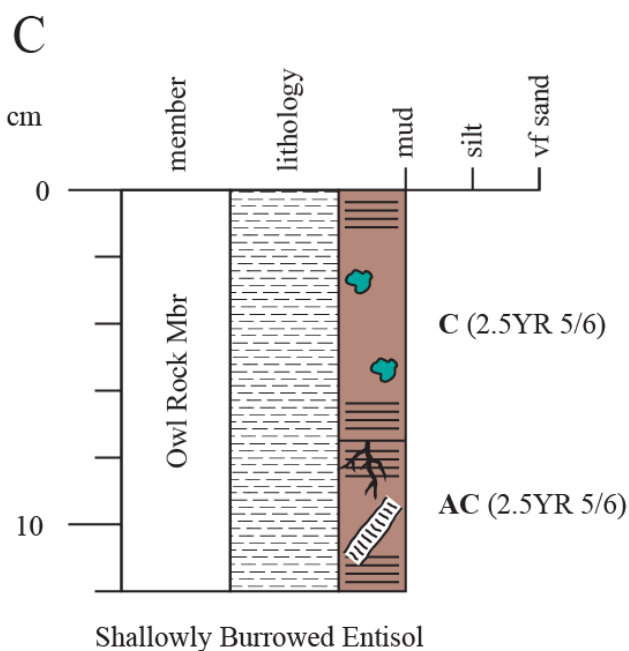 C
cm
member
lithology
mud
silt
vf sand
0
Owl Rock Mbr
C (2.5YR 5/6)
AC (2.5YR 5/6)
10
Shallowly Burrowed Entisol